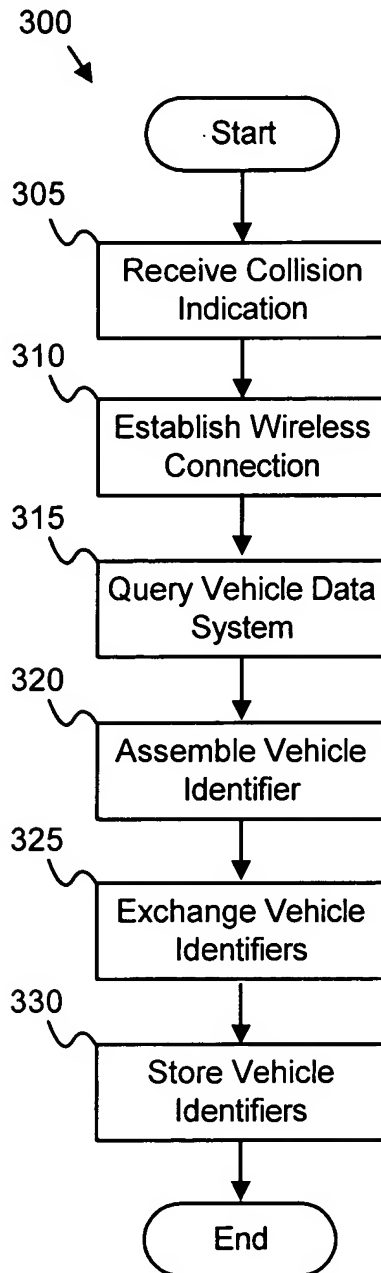 300
Start
305
Receive Collision
Indication
310
Establish Wireless
Connection
315
Query Vehicle Data
System
320
Assemble Vehicle
Identifier
325
Exchange Vehicle
Identifiers
330
Store Vehicle
Identifiers
End